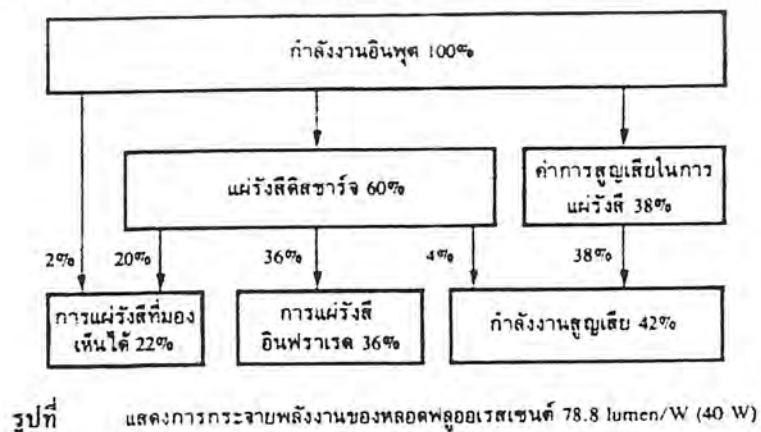 กำลังงานอินพุต 100%
แผ่รังสีดิสชาร์จ 60%
ค่าการสูญเสียในการ
แผ่รังสี 38%
2%
20%
36%
4%
38%
การแผ่รังสีที่มอง
เห็นได้ 22%
การแผ่รังสี
อินฟราเรด 36%
กำลังงานสูญเสีย 42%
รูปที่ แสดงการกระจายพลังงานของหลอดฟลูออเรสเซนต์ 78.8 lumen/W (40 W)